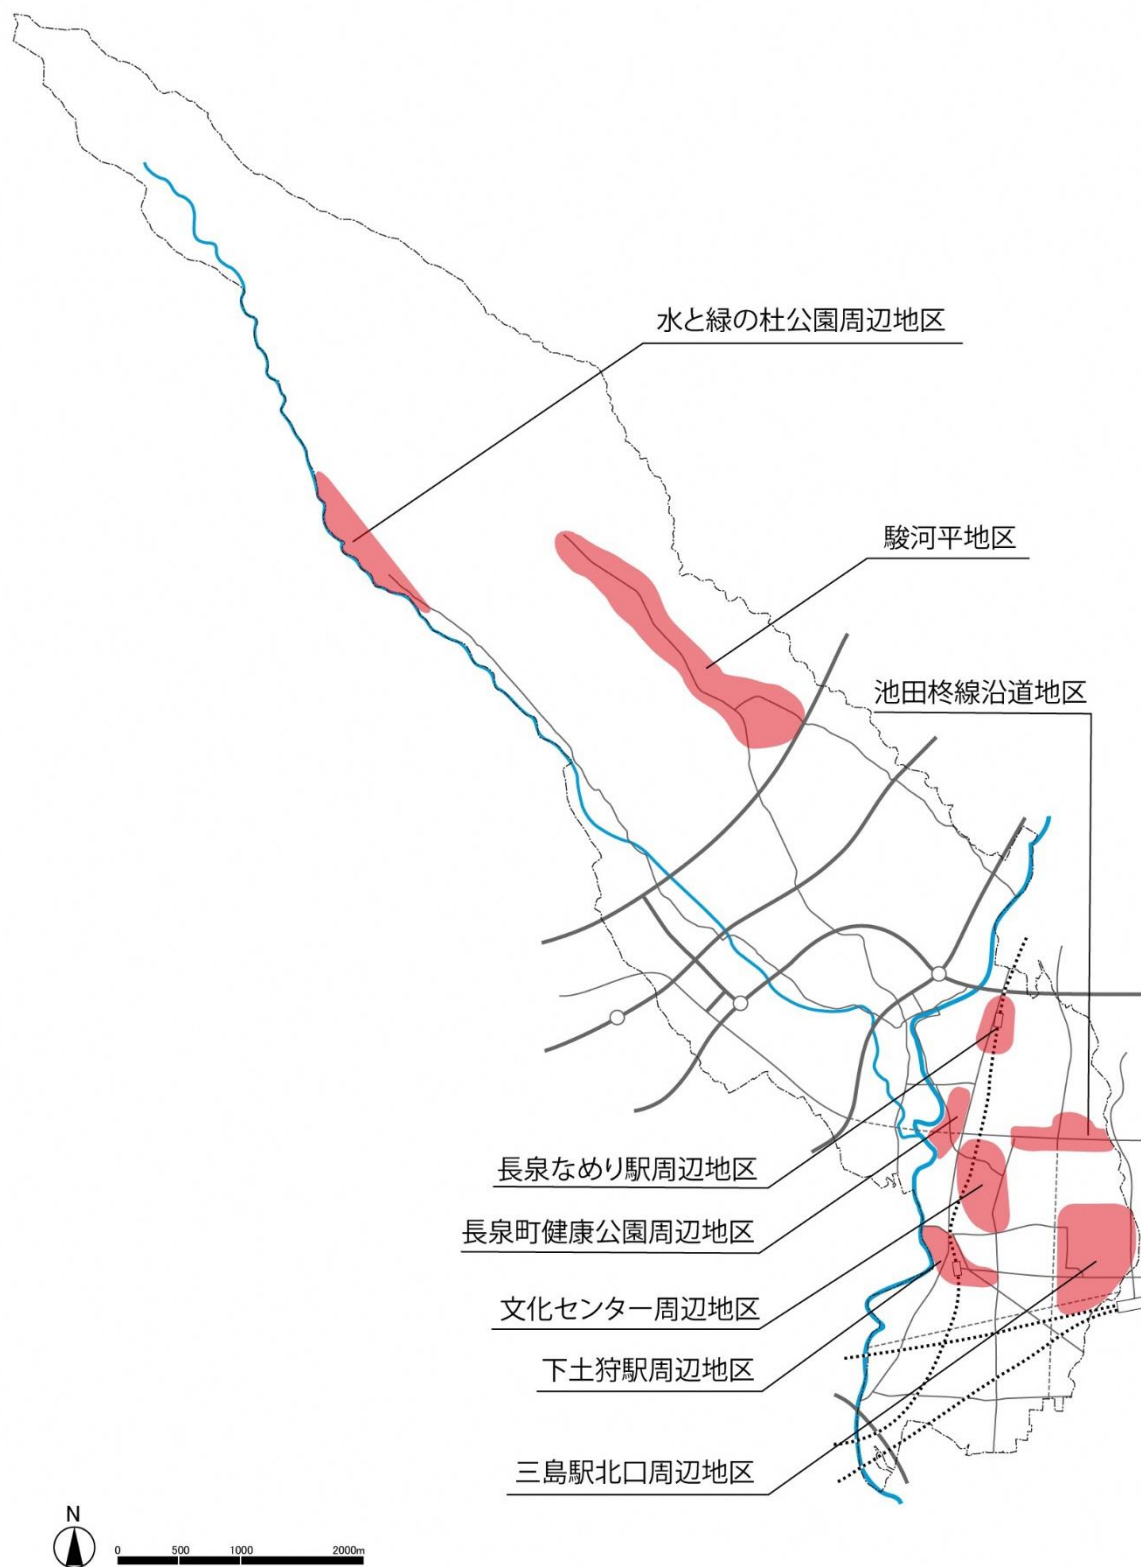 水と緑の杜公園周辺地区
駿河平地区
池田柊線沿道地区
長泉なめり駅周辺地区
長泉町健康公園周辺地区
文化センター周辺地区
下土狩駅周辺地区
三島駅北口周辺地区
N
0 500 1000 2000m